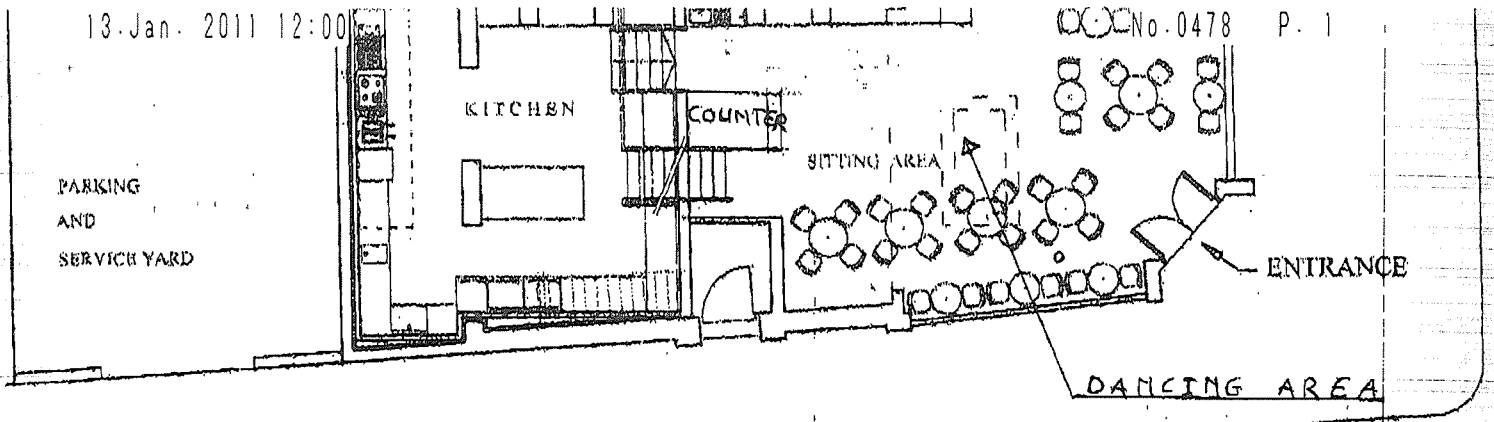 13.Jan. 2011 12:00
No.0478 P. 1
KITCHEN
COUNTER
SITTING AREA
PARKING
AND
SERVICE YARD
ENTRANCE
DANCING AREA